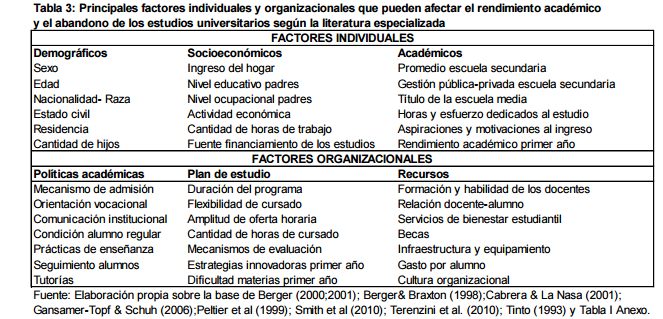 Tabla 3: Principales factores individuales y organizacionales que pueden afectar el rendimiento académico
y el abandono de los estudios universitarios según la literatura especializada
FACTORES INDIVIDUALES
Demográficos Socioeconómicos Académicos
Sexo Ingreso del hogar Promedio escuela secundaria
Edad Nivel educativo padres Gestión pública-privada escuela secundaria
Nacionalidad- Raza Nivel ocupacional padres Titulo de la escuela media
Estado civil Actividad económica Horas y esfuerzo dedicados al estudio
Residencia Cantidad de horas de trabajo Aspiraciones y motivaciones al ingreso
Cantidad de hijos Fuente financiamiento de los estudios Rendimiento académico primer año
FACTORES ORGANIZACIONALES
Políticas académicas Plan de estudio Recursos
Mecanismo de admisión Duración del programa Formación y habilidad de los docentes
Orientación vocacional Flexibilidad de cursado Relación docente-alumno
Comunicación institucional Amplitud de oferta horaria Servicios de bienestar estudiantil
Condición alumno regular Cantidad de horas de cursado Becas
Prácticas de enseñanza Mecanismos de evaluación Infraestructura y equipamiento
Seguimiento alumnos Estrategias innovadoras primer año Gasto por alumno
Tutorías Dificultad materias primer año Cultura organizacional
Fuente: Elaboración propia sobre la base de Berger (2000;2001); Berger& Braxton (1998);Cabrera & La Nasa (2001);
Gansamer-Topf & Schuh (2006);Peltier et al (1999); Smith et al (2010); Terenzini et al. (2010); Tinto (1993) y Tabla I Anexo.